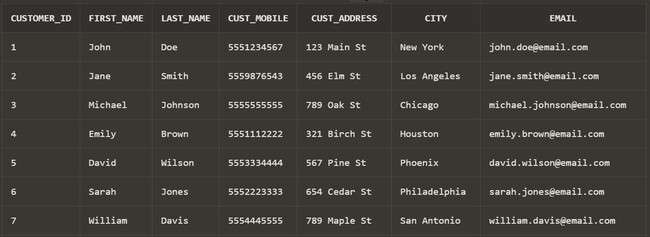 CUSTOMER_ID FIRST_NAME LAST_NAME CUST_MOBILE CUST_ADDRESS CITY EMAIL
1 John Doe 5551234567 123 Main St New York john.doe@email.com
2 Jane Smith 5559876543 456 Elm St Los Angeles jane.smith@email.com
3 Michael Johnson 5555555555 789 Oak St Chicago michael.johnson@email.com
4 Emily Brown 5551112222 321 Birch St Houston emily.brown@email.com
5 David Wilson 5553334444 567 Pine St Phoenix david.wilson@email.com
6 Sarah Jones 5552223333 654 Cedar St Philadelphia sarah.jones@email.com
7 William Davis 5554445555 789 Maple St San Antonio william.davis@email.com